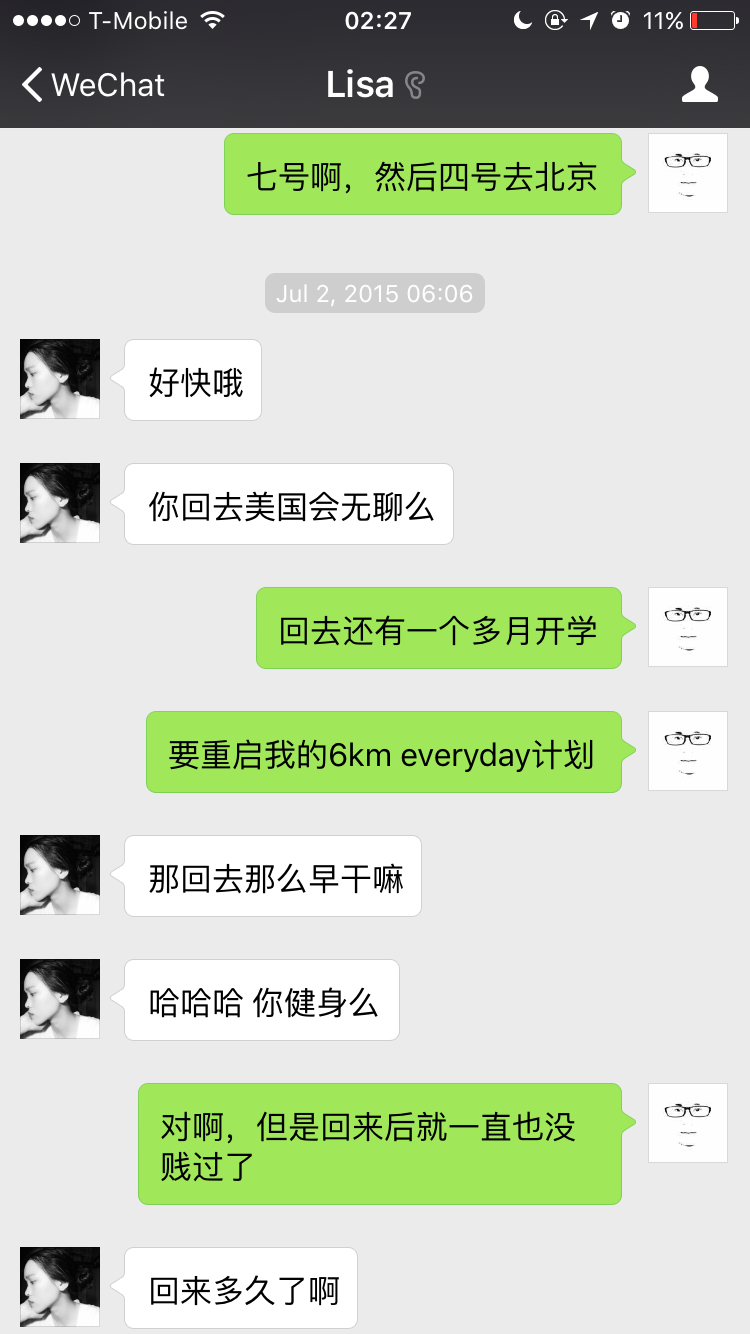 T-Mobile 02:27 11%
WeChat Lisa
七号啊，然后四号去北京
Jul 2, 2015 06:06
好快哦
你回去美国会无聊么
回去还有一个多月开学
要重启我的6km everyday计划
那回去那么早干嘛
哈哈哈 你健身么
对啊，但是回来后就一直也没
贱过了
回来多久了啊